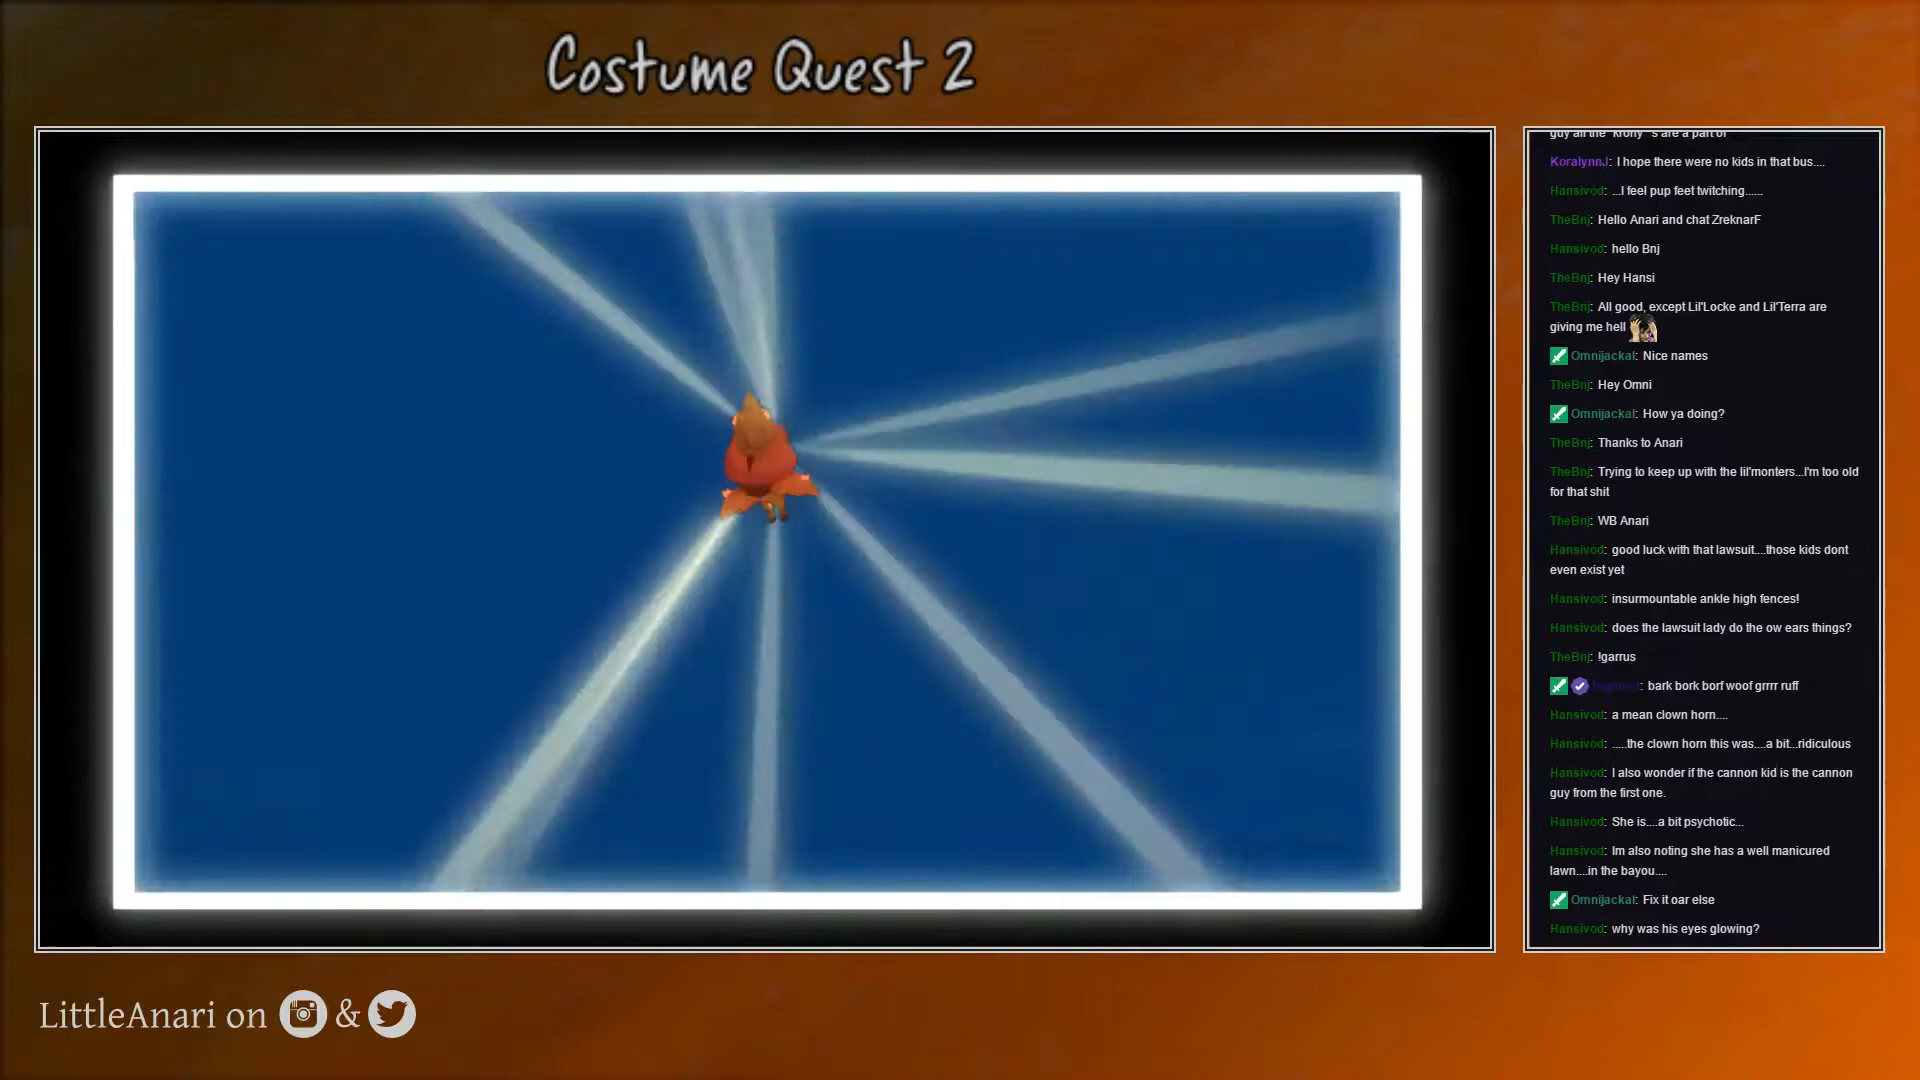 Costume Quest 2
KoralynnJ: I hope there were no kids in that bus....
Hansivod: ...I feel pup feet twitching......
TheBnj: Hello Anari and chat ZreknarF
Hansivod: hello Bnj
TheBnj: Hey Hansi
TheBnj: All good, except Lil'Locke and Lil'Terra are
giving me hell
Omnijackal: Nice names
TheBnj: Hey Omni
Omnijackal: How ya doing?
TheBnj: Thanks to Anari
TheBnj: Trying to keep up with the lil'monters...I'm too old
for that shit
TheBnj: WB Anari
Hansivod: good luck with that lawsuit....those kids dont
even exist yet
Hansivod: insurmountable ankle high fences!
Hansivod: does the lawsuit lady do the ow ears things?
TheBnj: !garrus
: bark bork borf woof grrrr ruff
Hansivod: a mean clown horn....
Hansivod: .....the clown horn this was....a bit...ridiculous
Hansivod: I also wonder if the cannon kid is the cannon
guy from the first one.
Hansivod: She is....a bit psychotic...
Hansivod: Im also noting she has a well manicured
lawn....in the bayou....
Omnijackal: Fix it oar else
Hansivod: why was his eyes glowing?
LittleAnari on &